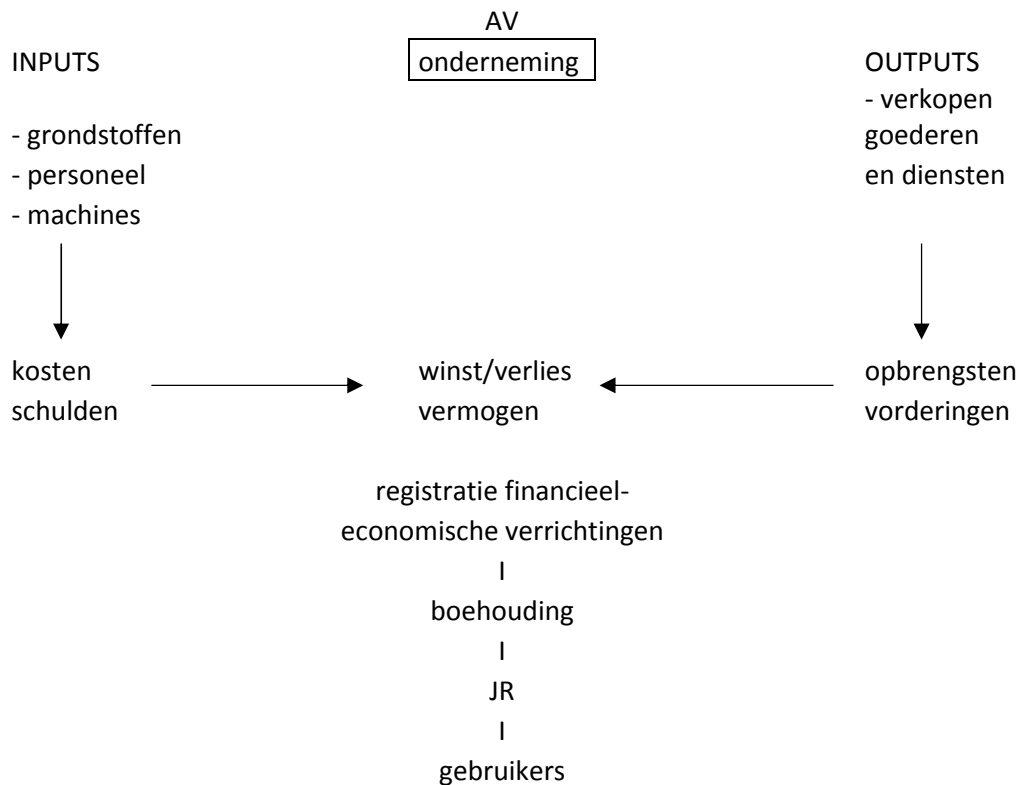 AV
INPUTS
onderneming
OUTPUTS
- verkopen
- grondstoffen
goederen
- personeel
en diensten
- machines
kosten
winst/verlies
opbrengsten
schulden
vermogen
vorderingen
registratie financieel-
economische verrichtingen
I
boehouding
I
JR
I
gebruikers